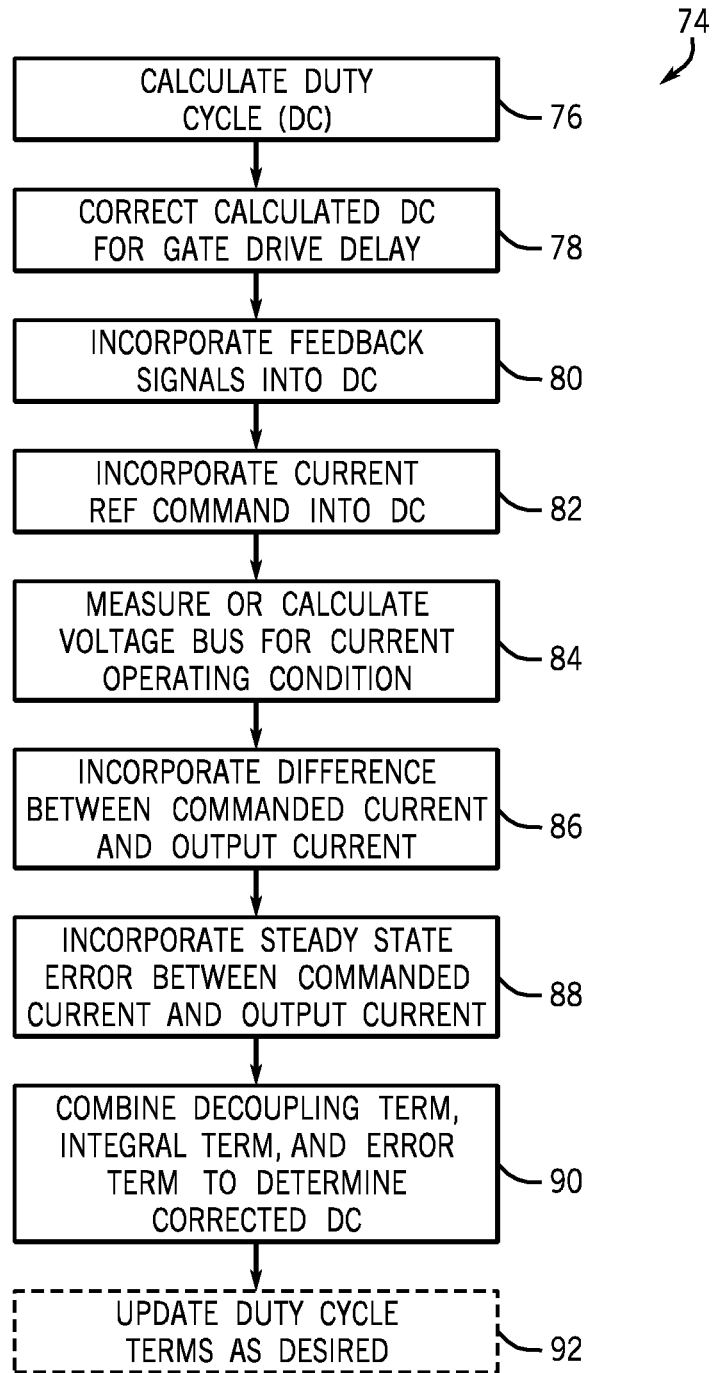 74
CALCULATE DUTY
CYCLE (DC)
76
CORRECT CALCULATED DC
FOR GATE DRIVE DELAY
78
INCORPORATE FEEDBACK
SIGNALS INTO DC
80
INCORPORATE CURRENT
REF COMMAND INTO DC
82
MEASURE OR CALCULATE
VOLTAGE BUS FOR CURRENT
OPERATING CONDITION
84
INCORPORATE DIFFERENCE
BETWEEN COMMANDED CURRENT
AND OUTPUT CURRENT
86
INCORPORATE STEADY STATE
ERROR BETWEEN COMMANDED
CURRENT AND OUTPUT CURRENT
88
COMBINE DECOUPLING TERM,
INTEGRAL TERM, AND ERROR
TERM TO DETERMINE
CORRECTED DC
90
UPDATE DUTY CYCLE
TERMS AS DESIRED
92